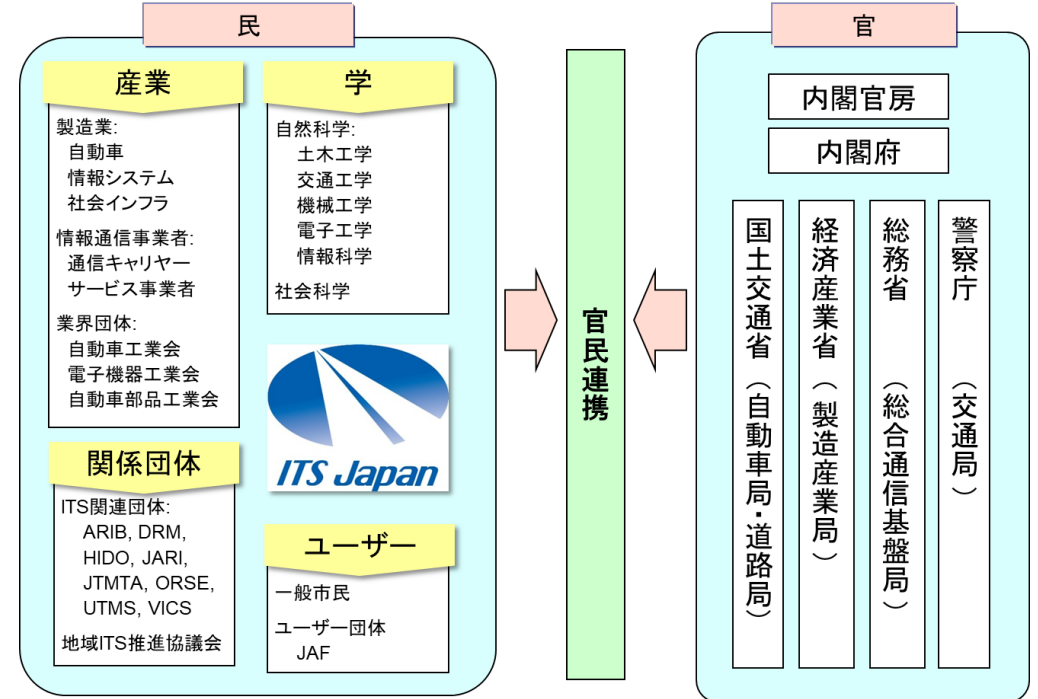 民
産業
製造業:
自動車
情報システム
社会インフラ
情報通信事業者:
通信キャリヤー
サービス事業者
業界団体:
自動車工業会
電子機器工業会
自動車部品工業会
学
自然科学:
土木工学
交通工学
機械工学
電子工学
情報科学
社会科学
ITS Japan
関係団体
ITS関連団体:
ARIB, DRM,
HIDO, JARI,
JTMTA, ORSE,
UTMS, VICS
地域ITS推進協議会
ユーザー
一般市民
ユーザー団体
JAF
官民連携
官
内閣官房
内閣府
国土交通省（自動車局・道路局）
経済産業省（製造産業局）
総務省（総合通信基盤局）
警察庁（交通局）